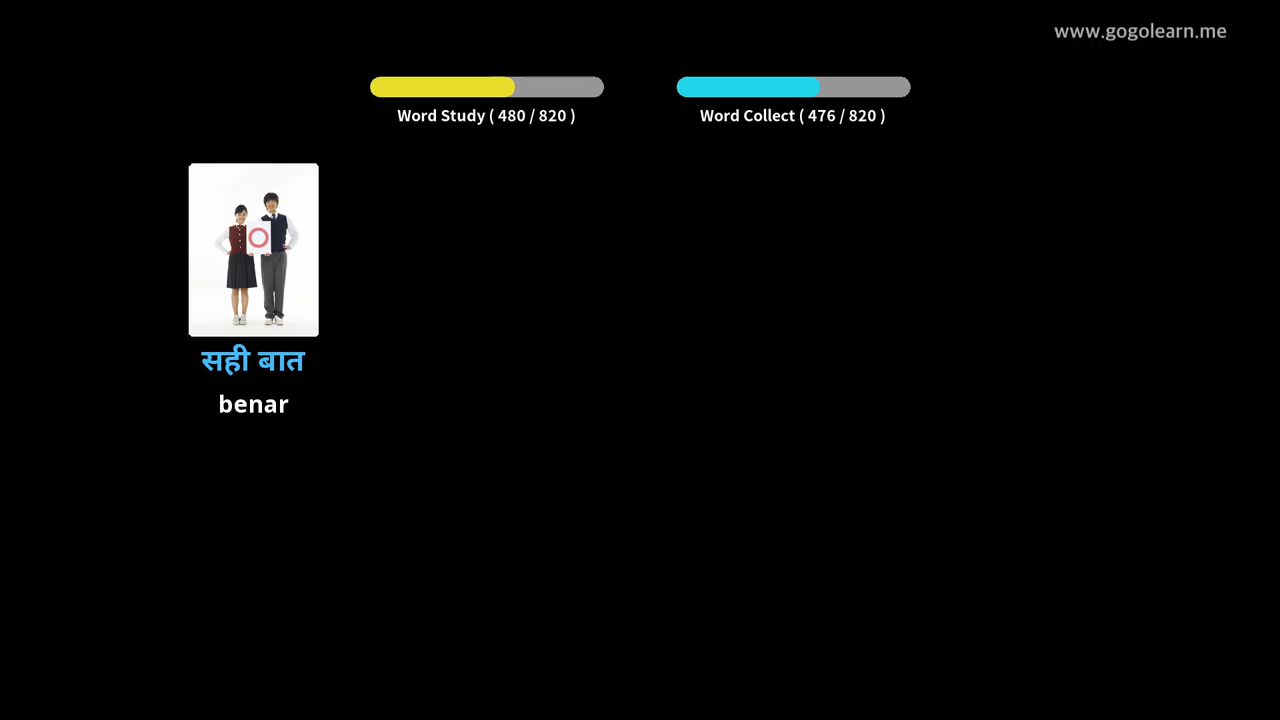 www.gogolearn.me
Word Study ( 480 / 820 )
Word Collect ( 476 / 820 )
सही बात
benar